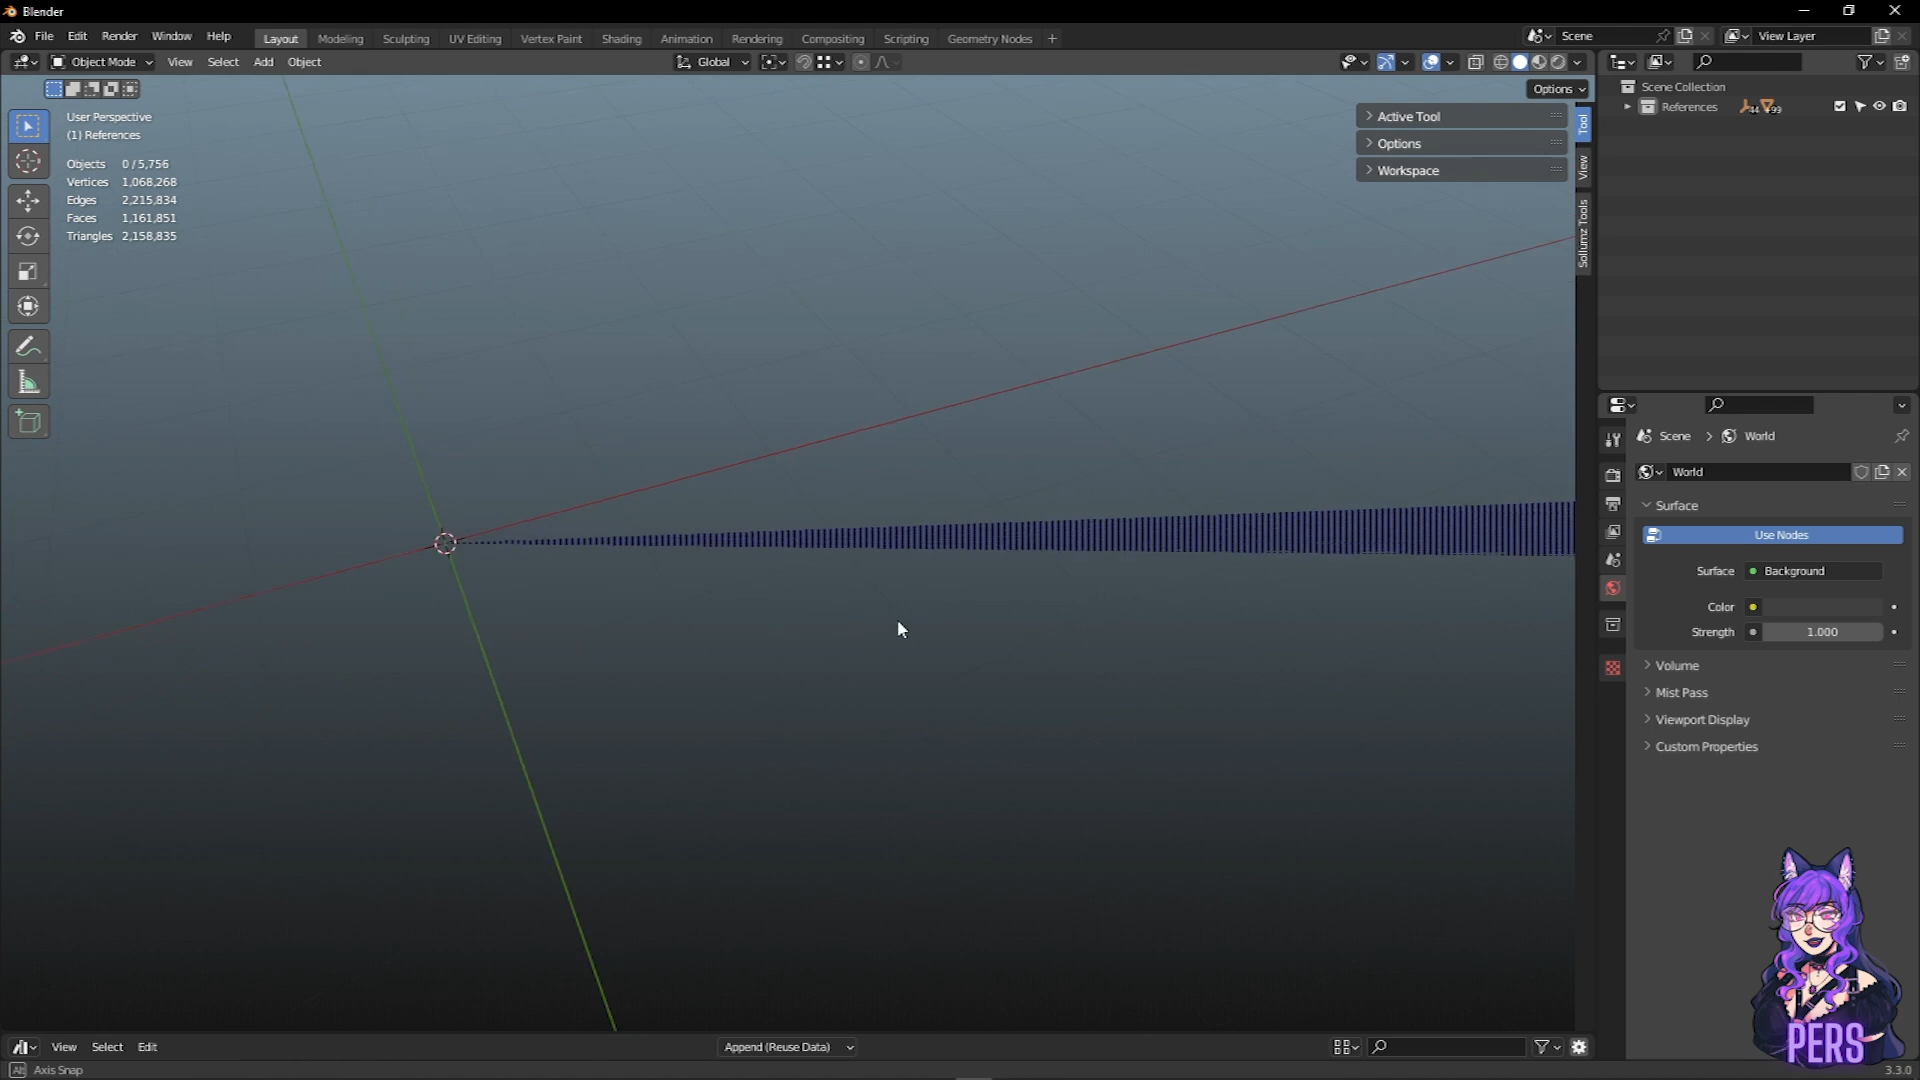 Blender
File Edit Render Window Help Layout Modeling Sculpting UV Editing Vertex Paint Shading Animation Rendering Compositing Scripting Geometry Nodes + Scene View Layer
Object Mode View Select Add Object Global
Options
User Perspective
(1) References
Objects 0 / 5,756
Vertices 1,068,268
Edges 2,215,834
Faces 1,161,851
Triangles 2,158,835
Active Tool
Options
Workspace
Tool
View
Sollumz Tools
Scene Collection
References 44 99
Scene > World
World
Surface
Use Nodes
Surface Background
Color
Strength 1.000
Volume
Mist Pass
Viewport Display
Custom Properties
PERS
View Select Edit Append (Reuse Data)
Alt Axis Snap
3.3.0